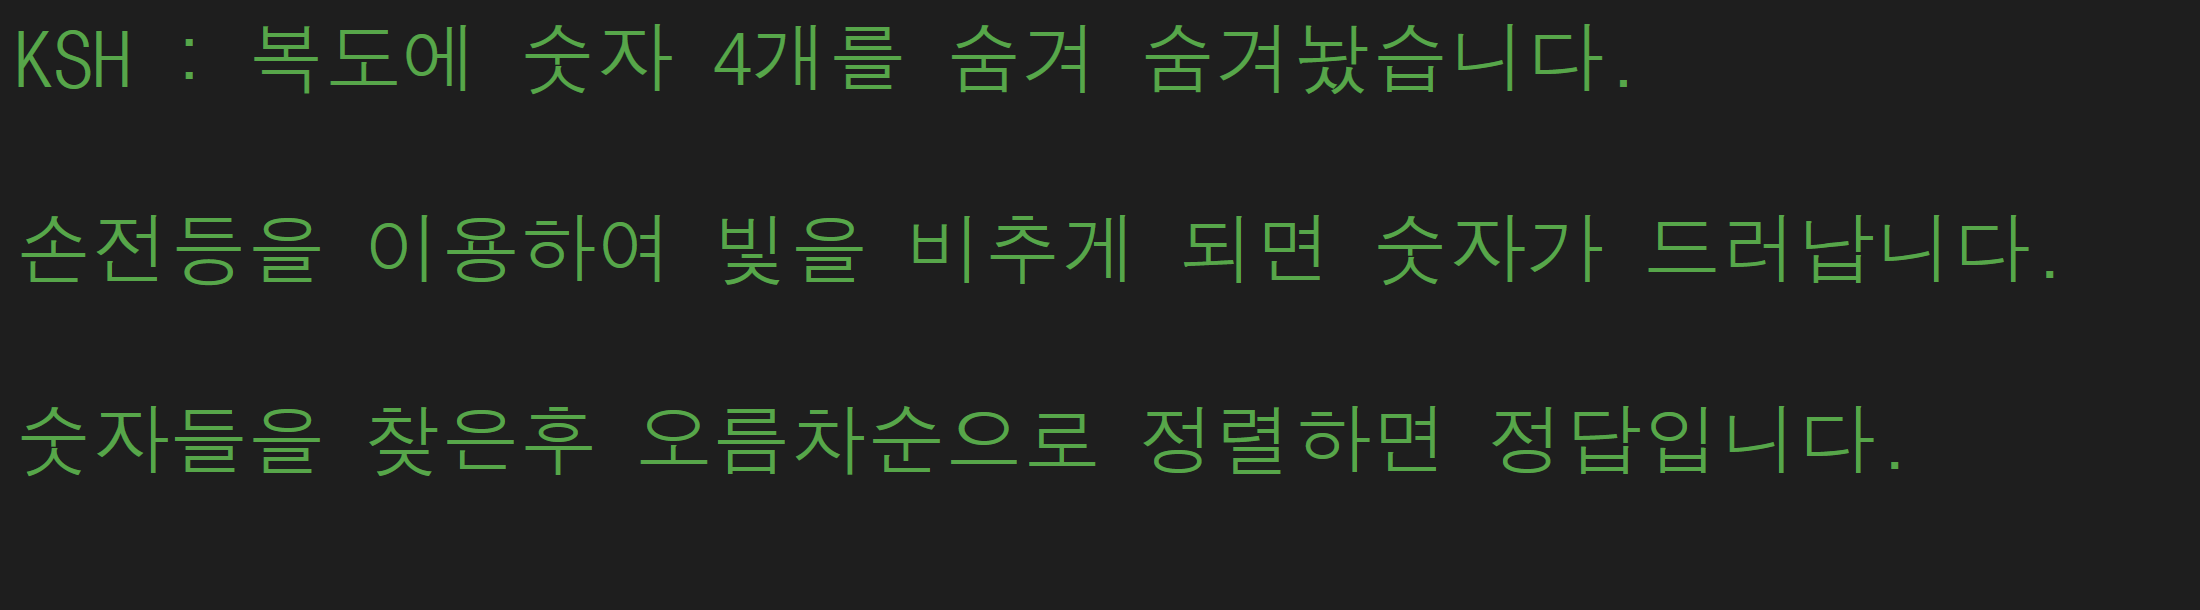 KSH : 복도에 숫자 4개를 숨겨 숨겨놨습니다.
손전등을 이용하여 빛을 비추게 되면 숫자가 드러납니다.
숫자들을 찾은후 오름차순으로 정렬하면 정답입니다.